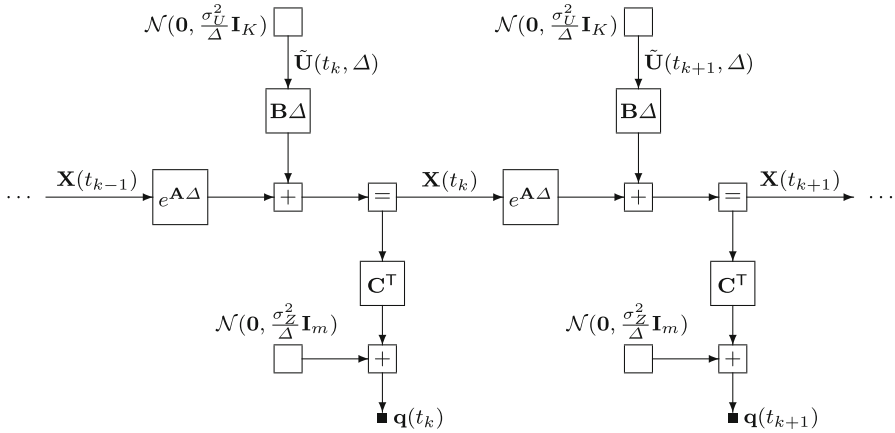 𝒩(𝟎, σ_U²/Δ 𝐈_K) 𝒩(𝟎, σ_U²/Δ 𝐈_K)
Ũ(t_k, Δ) Ũ(t_{k+1}, Δ)
𝐁Δ 𝐁Δ
𝐗(t_{k−1}) 𝐗(t_k) 𝐗(t_{k+1})
··· e^{𝐀Δ} + = e^{𝐀Δ} + = ···
𝐂^T 𝐂^T
𝒩(𝟎, σ_Z²/Δ 𝐈_m) 𝒩(𝟎, σ_Z²/Δ 𝐈_m)
+ +
𝐪(t_k) 𝐪(t_{k+1})